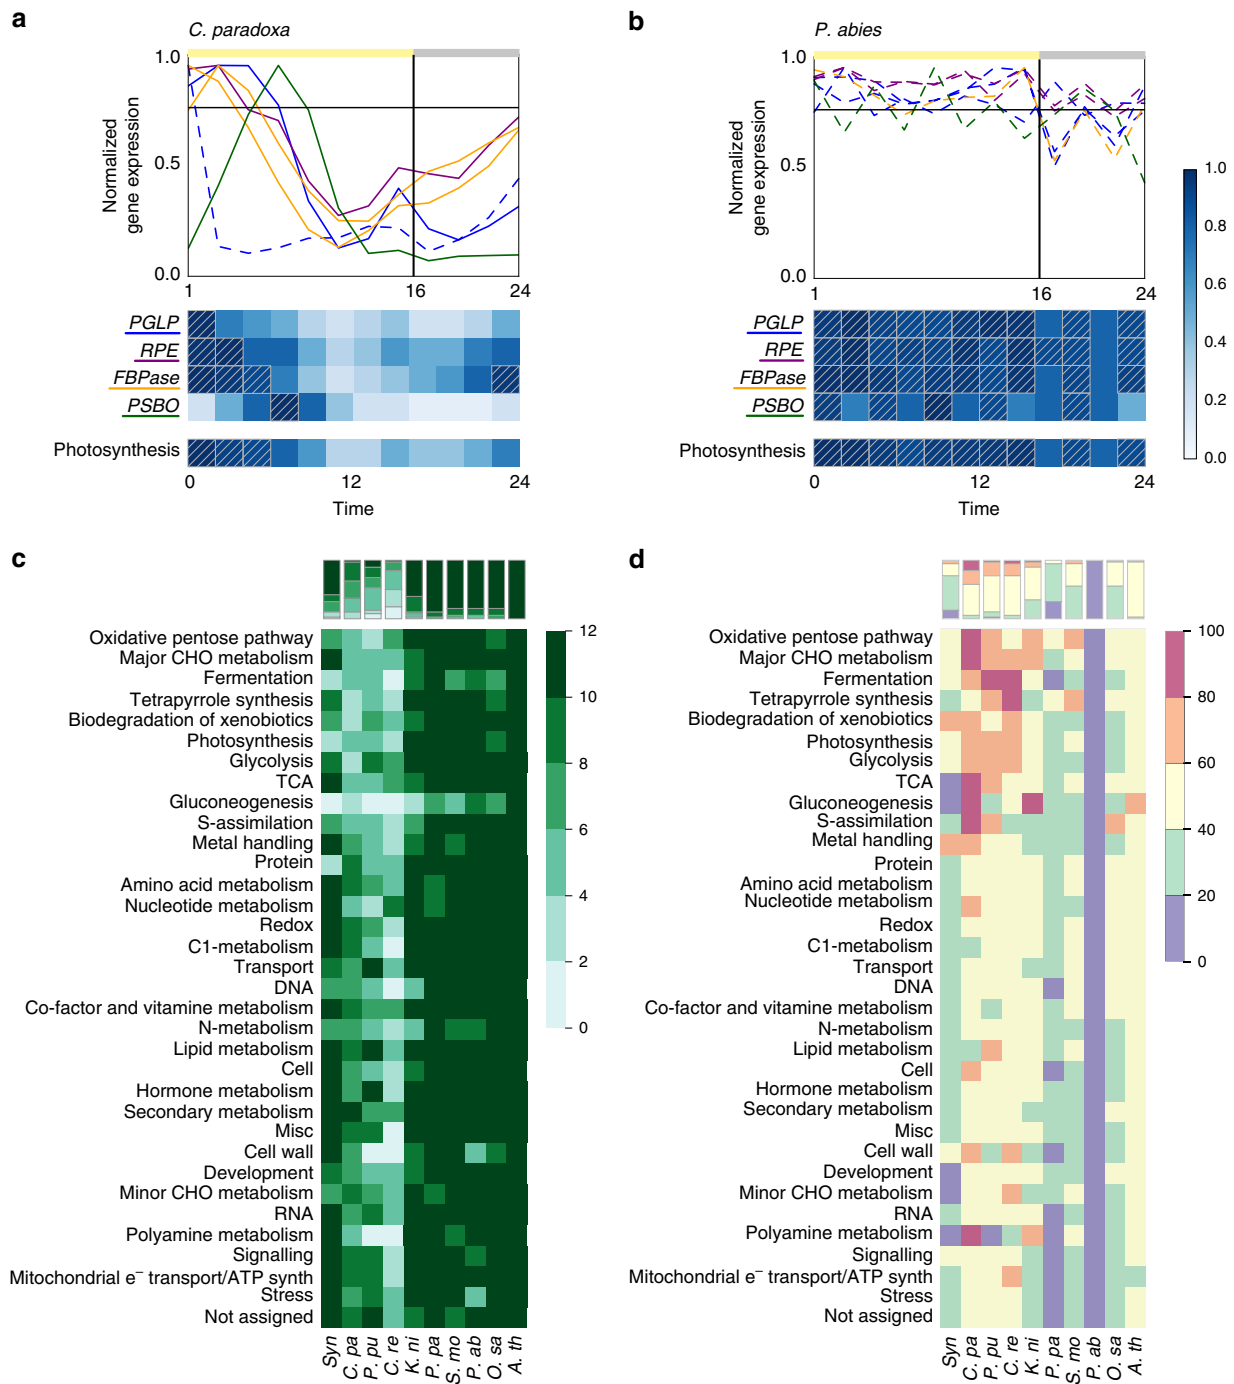 a
C. paradoxa
1.0
0.5
0.0
Normalized
gene expression
1
16
24
PGLP
RPE
FBPase
PSBO
Photosynthesis
0
12
24
Time
b
P. abies
1.0
0.5
0.0
Normalized
gene expression
1
16
24
PGLP
RPE
FBPase
PSBO
Photosynthesis
0
12
24
Time
1.0
0.8
0.6
0.4
0.2
0.0
c
Oxidative pentose pathway
Major CHO metabolism
Fermentation
Tetrapyrrole synthesis
Biodegradation of xenobiotics
Photosynthesis
Glycolysis
TCA
Gluconeogenesis
S-assimilation
Metal handling
Protein
Amino acid metabolism
Nucleotide metabolism
Redox
C1-metabolism
Transport
DNA
Co-factor and vitamine metabolism
N-metabolism
Lipid metabolism
Cell
Hormone metabolism
Secondary metabolism
Misc
Cell wall
Development
Minor CHO metabolism
RNA
Polyamine metabolism
Signalling
Mitochondrial e⁻ transport/ATP synth
Stress
Not assigned
Syn
C. pa
P. pu
C. re
K. ni
P. pa
S. mo
P. ab
O. sa
A. th
12
10
8
6
4
2
0
d
Oxidative pentose pathway
Major CHO metabolism
Fermentation
Tetrapyrrole synthesis
Biodegradation of xenobiotics
Photosynthesis
Glycolysis
TCA
Gluconeogenesis
S-assimilation
Metal handling
Protein
Amino acid metabolism
Nucleotide metabolism
Redox
C1-metabolism
Transport
DNA
Co-factor and vitamine metabolism
N-metabolism
Lipid metabolism
Cell
Hormone metabolism
Secondary metabolism
Misc
Cell wall
Development
Minor CHO metabolism
RNA
Polyamine metabolism
Signalling
Mitochondrial e⁻ transport/ATP synth
Stress
Not assigned
Syn
C. pa
P. pu
C. re
K. ni
P. pa
S. mo
P. ab
O. sa
A. th
100
80
60
40
20
0